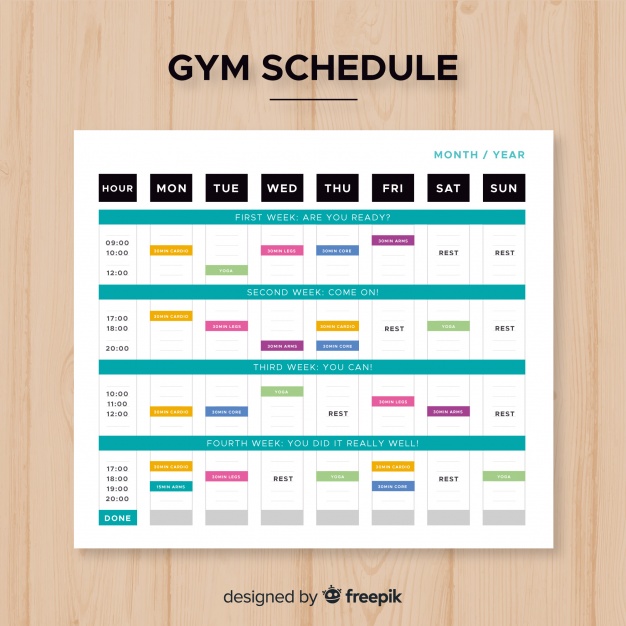 GYM SCHEDULE
MONTH / YEAR
HOUR MON TUE WED THU FRI SAT SUN
FIRST WEEK: ARE YOU READY?
09:00 30MIN ARMS
10:00 30MIN CARDIO 30MIN LEGS 30MIN CORE REST REST
12:00 YOGA
SECOND WEEK: COME ON!
17:00 30MIN CARDIO
18:00 30MIN LEGS 30MIN CARDIO REST YOGA REST
20:00 30MIN ARMS 30MIN CORE
THIRD WEEK: YOU CAN!
10:00 YOGA
11:00 30MIN LEGS
12:00 30MIN CARDIO 30MIN CORE REST 30MIN ARMS REST
FOURTH WEEK: YOU DID IT REALLY WELL!
17:00 30MIN CARDIO 30MIN CARDIO
18:00 30MIN LEGS REST YOGA REST YOGA
19:00 15MIN ARMS 30MIN CORE
20:00
DONE
designed by freepik